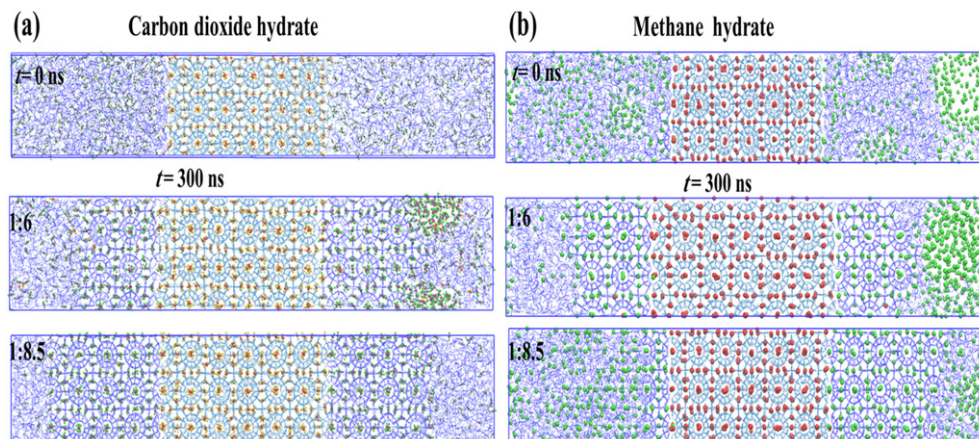 (a) Carbon dioxide hydrate
t= 0 ns
t= 300 ns
1:6
1:8.5
(b) Methane hydrate
t= 0 ns
t= 300 ns
1:6
1:8.5